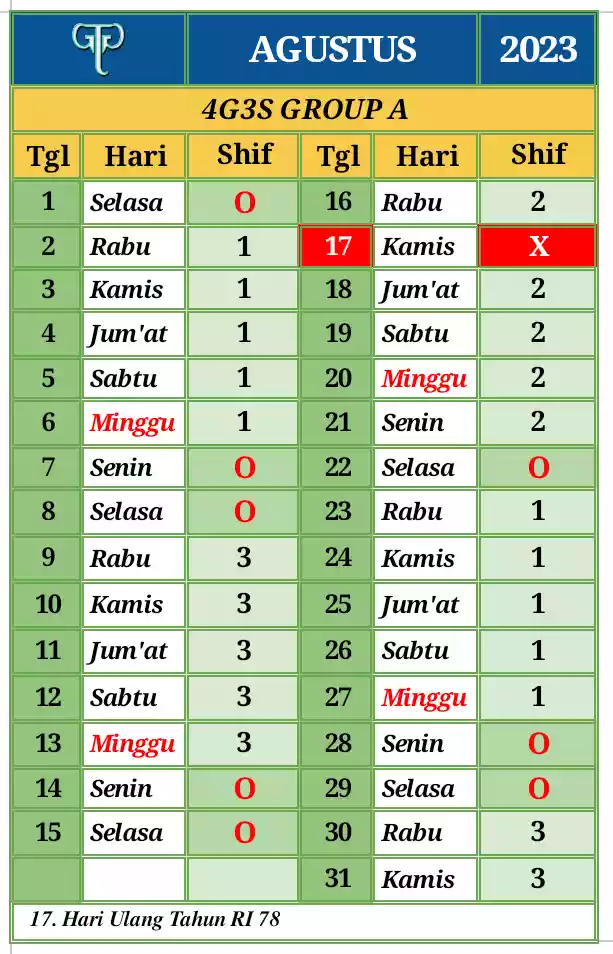 AGUSTUS 2023
4G3S GROUP A
Tgl Hari Shif Tgl Hari Shif
1 Selasa O 16 Rabu 2
2 Rabu 1 17 Kamis X
3 Kamis 1 18 Jum'at 2
4 Jum'at 1 19 Sabtu 2
5 Sabtu 1 20 Minggu 2
6 Minggu 1 21 Senin 2
7 Senin O 22 Selasa O
8 Selasa O 23 Rabu 1
9 Rabu 3 24 Kamis 1
10 Kamis 3 25 Jum'at 1
11 Jum'at 3 26 Sabtu 1
12 Sabtu 3 27 Minggu 1
13 Minggu 3 28 Senin O
14 Senin O 29 Selasa O
15 Selasa O 30 Rabu 3
31 Kamis 3
17. Hari Ulang Tahun RI 78